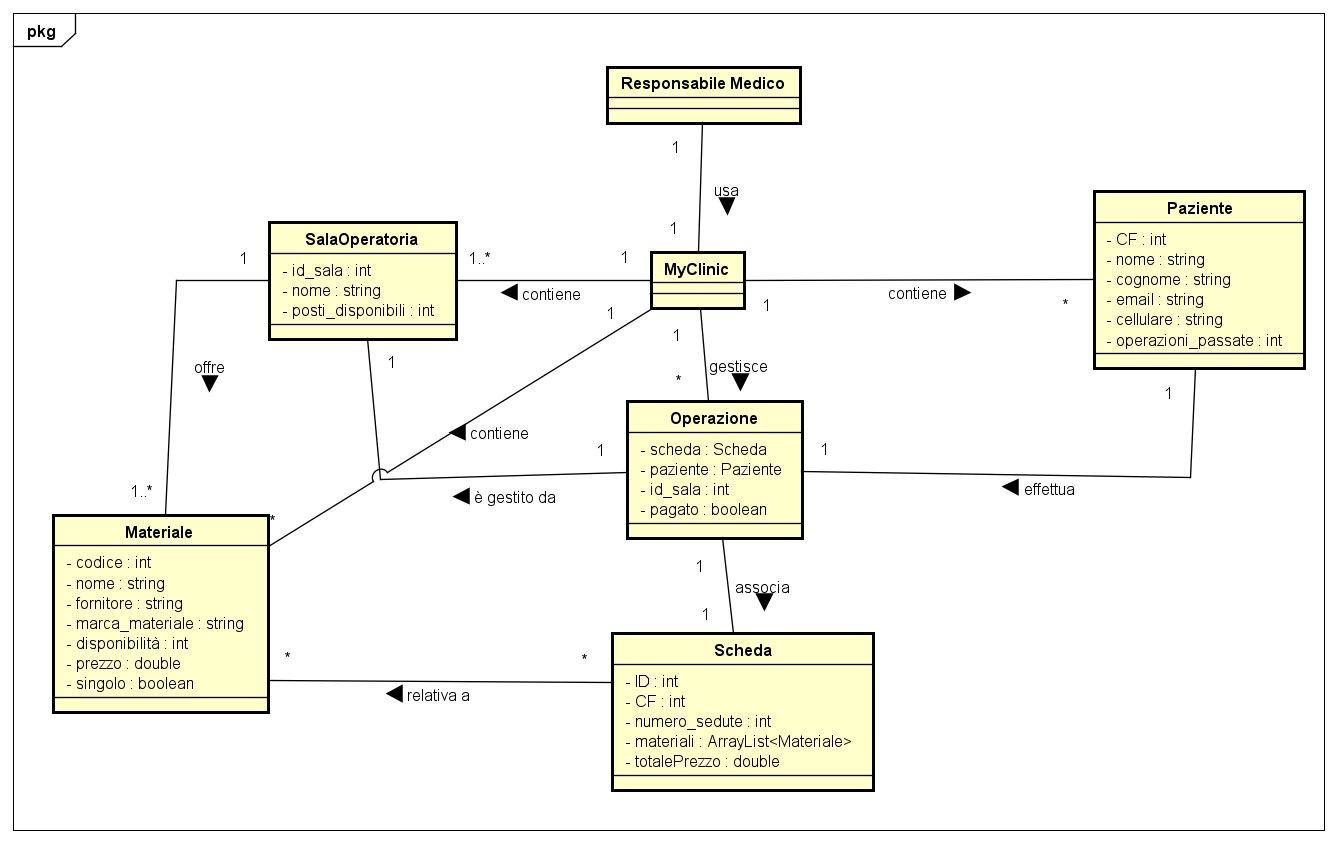 pkg
Responsabile Medico
1
usa
1
SalaOperatoria
- id_sala : int
- nome : string
- posti_disponibili : int
1
1..*
1
contiene
MyClinic
1
contiene
*
Paziente
- CF : int
- nome : string
- cognome : string
- email : string
- cellulare : string
- operazioni_passate : int
1
1
gestisce
*
1
offre
1
contiene
Operazione
- scheda : Scheda
- paziente : Paziente
- id_sala : int
- pagato : boolean
1
è gestito da
1
1
effettua
1..*
*
Materiale
- codice : int
- nome : string
- fornitore : string
- marca_materiale : string
- disponibilità : int
- prezzo : double
- singolo : boolean
1
associa
1
*
*
relativa a
Scheda
- ID : int
- CF : int
- numero_sedute : int
- materiali : ArrayList<Materiale>
- totalePrezzo : double